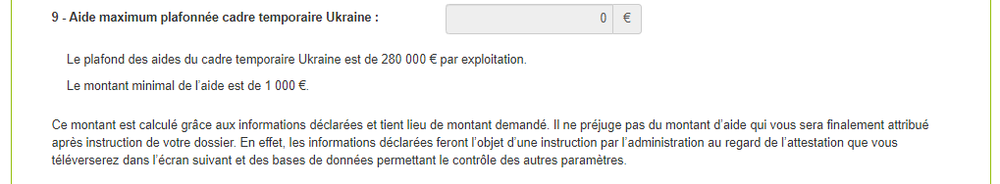 9 - Aide maximum plafonnée cadre temporaire Ukraine :
0 €
Le plafond des aides du cadre temporaire Ukraine est de 280 000 € par exploitation.
Le montant minimal de l'aide est de 1 000 €.
Ce montant est calculé grâce aux informations déclarées et tient lieu de montant demandé. Il ne préjuge pas du montant d'aide qui vous sera finalement attribué
après instruction de votre dossier. En effet, les informations déclarées feront l'objet d'une instruction par l'administration au regard de l'attestation que vous
téléverserez dans l'écran suivant et des bases de données permettant le contrôle des autres paramètres.